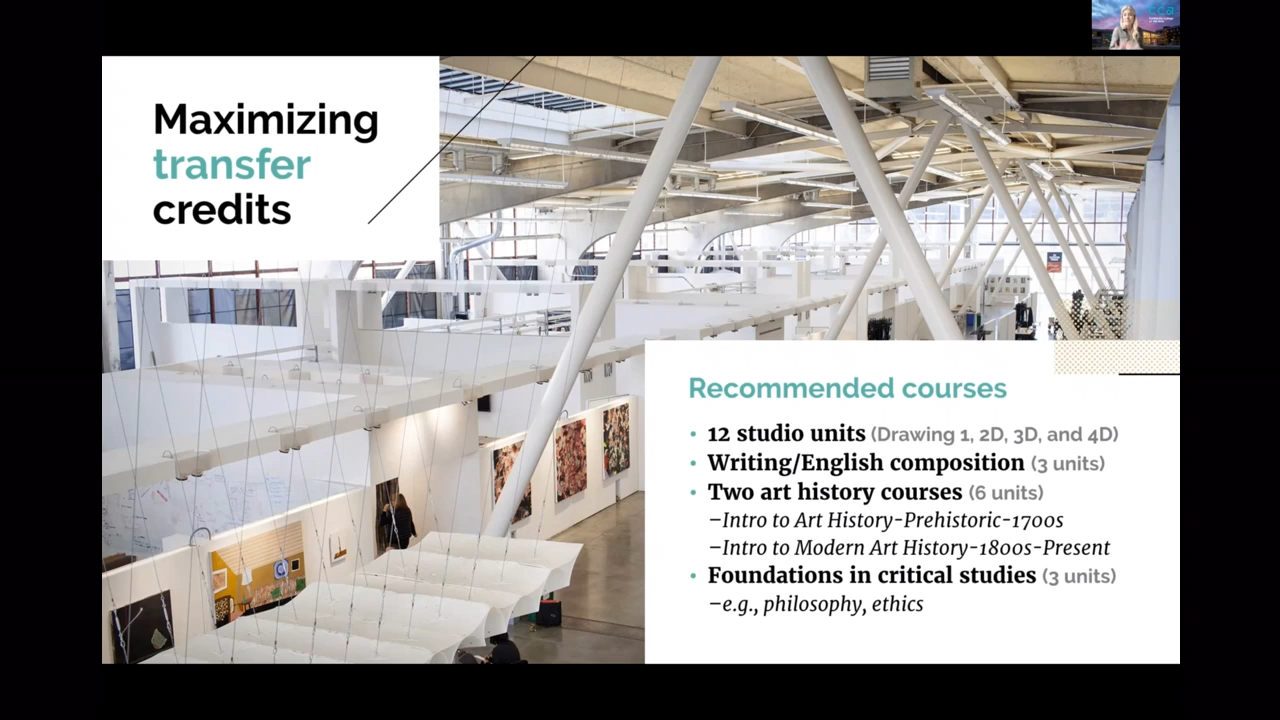 cca
Maximizing
transfer
credits
Recommended courses
• 12 studio units (Drawing 1, 2D, 3D, and 4D)
• Writing/English composition (3 units)
• Two art history courses (6 units)
–Intro to Art History–Prehistoric–1700s
–Intro to Modern Art History–1800s–Present
• Foundations in critical studies (3 units)
–e.g., philosophy, ethics